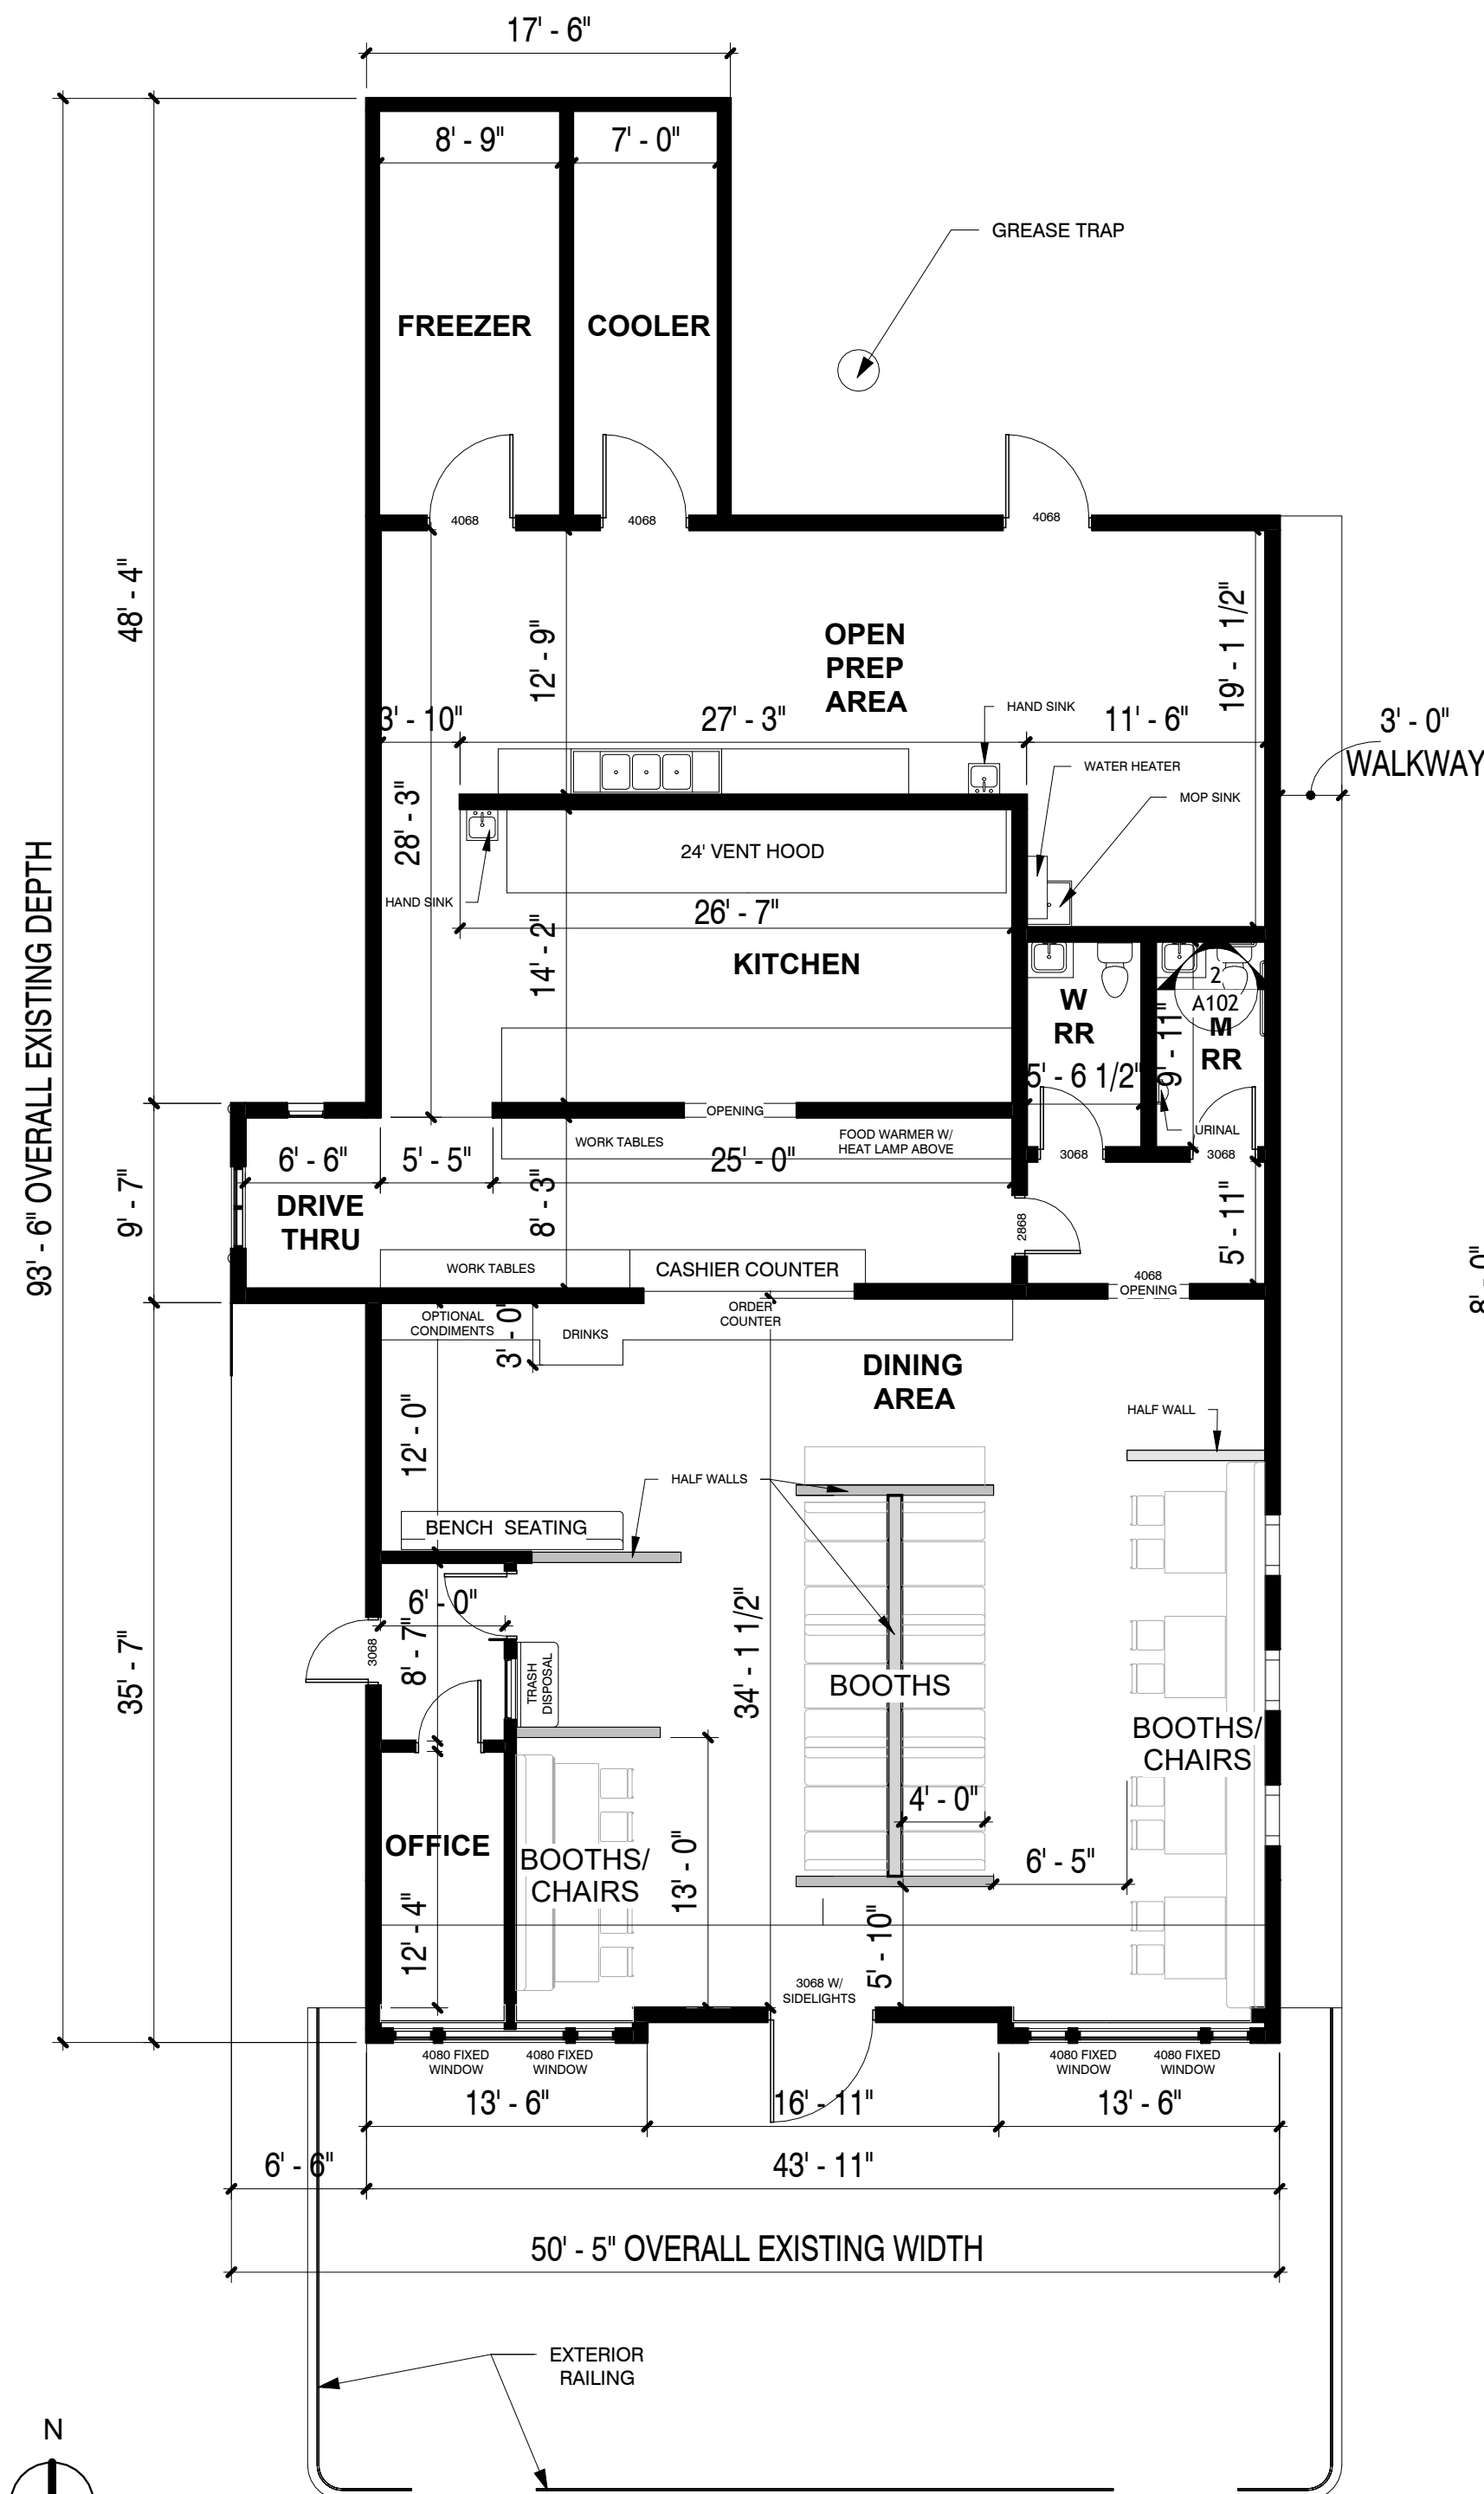 17' - 6"
8' - 9"
7' - 0"
GREASE TRAP
FREEZER
COOLER
4068
4068
4068
48' - 4"
12' - 9"
OPEN
PREP
AREA
19' - 1 1/2"
3' - 10"
27' - 3"
HAND SINK
11' - 6"
3' - 0"
WALKWAY
WATER HEATER
MOP SINK
28' - 3"
24' VENT HOOD
HAND SINK
26' - 7"
14' - 2"
KITCHEN
93' - 6" OVERALL EXISTING DEPTH
W
RR
2
A102
M
RR
5' - 6 1/2"
9' - 11"
OPENING
URINAL
WORK TABLES
FOOD WARMER W/
HEAT LAMP ABOVE
3068
3068
6' - 6"
5' - 5"
25' - 0"
DRIVE
THRU
9' - 7"
8' - 3"
2868
5' - 11"
WORK TABLES
CASHIER COUNTER
4068
OPENING
8' - 0"
OPTIONAL
CONDIMENTS
3' - 0"
DRINKS
ORDER
COUNTER
DINING
AREA
12' - 0"
HALF WALL
HALF WALLS
BENCH SEATING
6' - 0"
3068
8' - 7"
TRASH
DISPOSAL
34' - 1 1/2"
35' - 7"
BOOTHS
BOOTHS/
CHAIRS
4' - 0"
OFFICE
BOOTHS/
CHAIRS
13' - 0"
6' - 5"
12' - 4"
5' - 10"
3068 W/
SIDELIGHTS
4080 FIXED
WINDOW
4080 FIXED
WINDOW
4080 FIXED
WINDOW
4080 FIXED
WINDOW
13' - 6"
16' - 11"
13' - 6"
6' - 6"
43' - 11"
50' - 5" OVERALL EXISTING WIDTH
EXTERIOR
RAILING
N